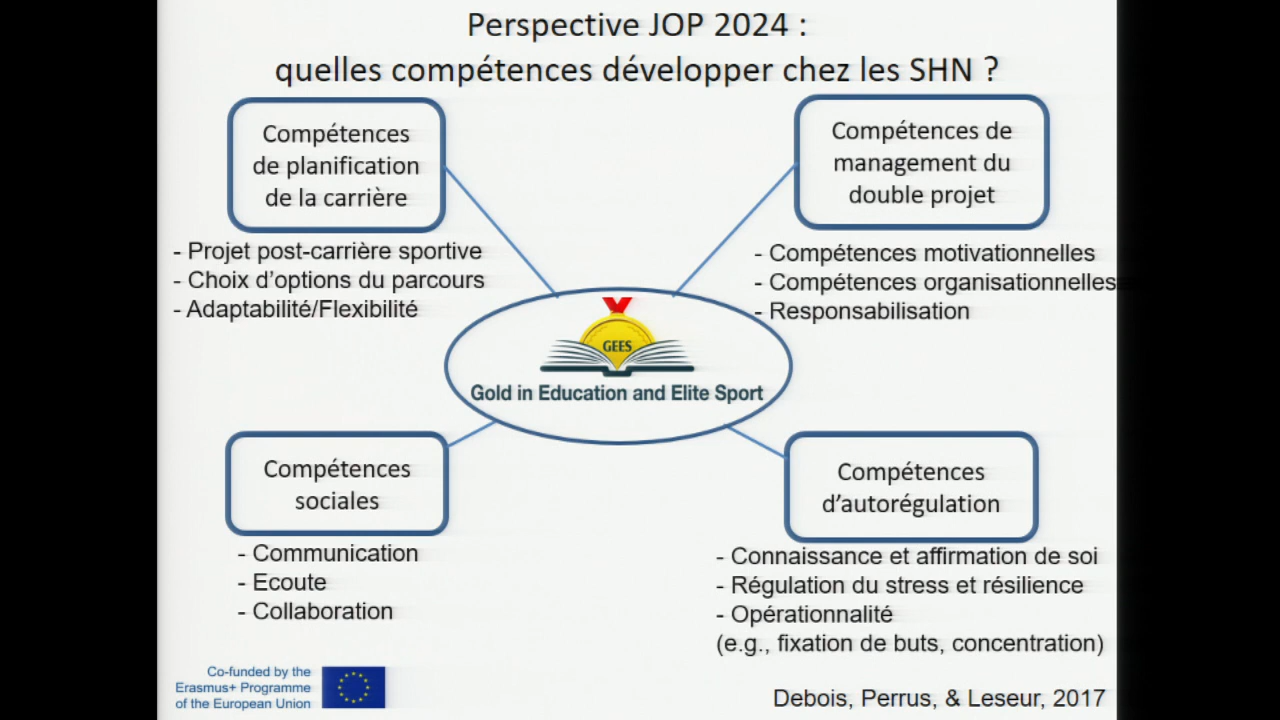 Perspective JOP 2024 :
quelles compétences développer chez les SHN ?
Compétences
de planification
de la carrière
- Projet post-carrière sportive
- Choix d’options du parcours
- Adaptabilité/Flexibilité
Compétences de
management du
double projet
- Compétences motivationnelles
- Compétences organisationnelles
- Responsabilisation
GEES
Gold in Education and Elite Sport
Compétences
sociales
- Communication
- Ecoute
- Collaboration
Compétences
d’autorégulation
- Connaissance et affirmation de soi
- Régulation du stress et résilience
- Opérationnalité
(e.g., fixation de buts, concentration)
Co-funded by the
Erasmus+ Programme
of the European Union
Debois, Perrus, & Leseur, 2017